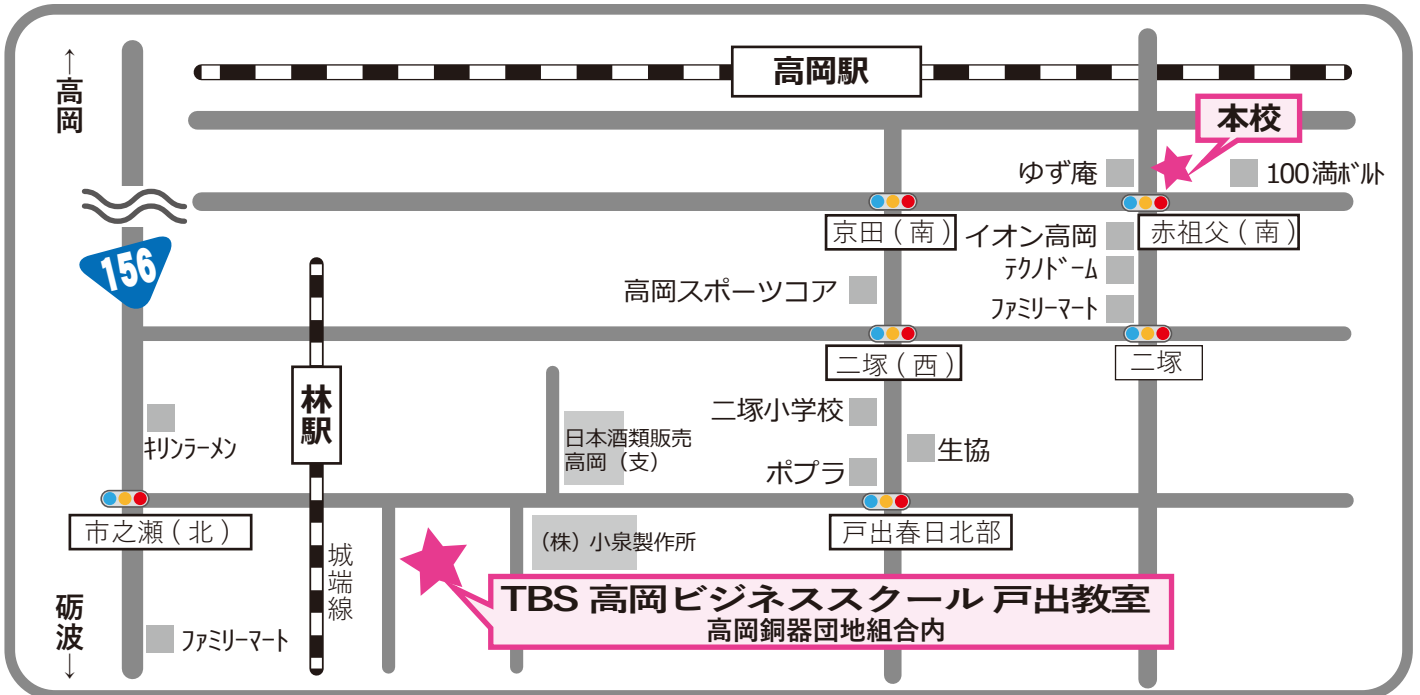 ↑高岡
高岡駅
本校
ゆず庵
100満ボルト
京田(南)
イオン高岡
赤祖父(南)
テクノドーム
156
高岡スポーツコア
ファミリーマート
二塚(西)
二塚
林駅
二塚小学校
キリンラーメン
日本酒類販売
高岡(支)
生協
ポプラ
市之瀬(北)
(株)小泉製作所
戸出春日北部
城端線
TBS 高岡ビジネススクール 戸出教室
高岡銅器団地組合内
砺波↓
ファミリーマート